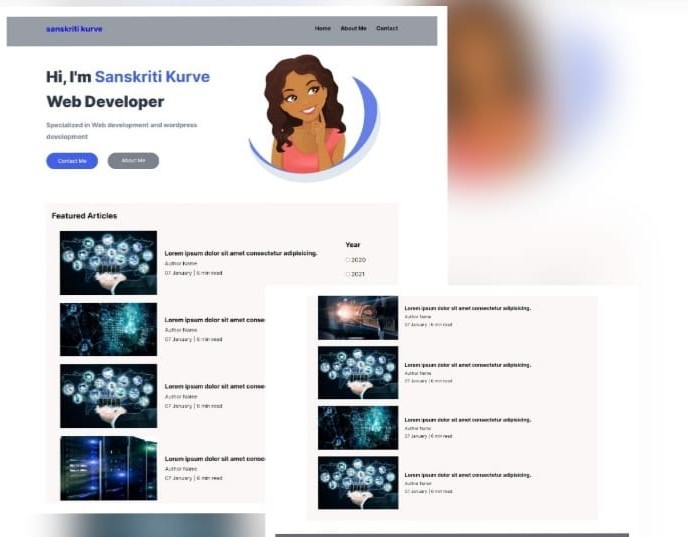 sanskriti kurve
Home About Me Contact
Hi, I'm Sanskriti Kurve
Web Developer
Specialized in Web development and wordpress
development
Contact Me About Me
Featured Articles
Lorem ipsum dolor sit amet consectetur adipisicing.
Author Name
07 January | 6 min read
Year
2020
2021
Lorem ipsum dolor sit amet conse
Author Name
07 January | 6 min read
Lorem ipsum dolor sit amet conse
Author Name
07 January | 6 min read
Lorem ipsum dolor sit amet conse
Author Name
07 January | 6 min read
Lorem ipsum dolor sit amet consectetur adipisicing.
Author Name
07 January | 6 min read
Lorem ipsum dolor sit amet consectetur adipisicing.
Author Name
07 January | 6 min read
Lorem ipsum dolor sit amet consectetur adipisicing.
Author Name
07 January | 6 min read
Lorem ipsum dolor sit amet consectetur adipisicing.
Author Name
07 January | 6 min read